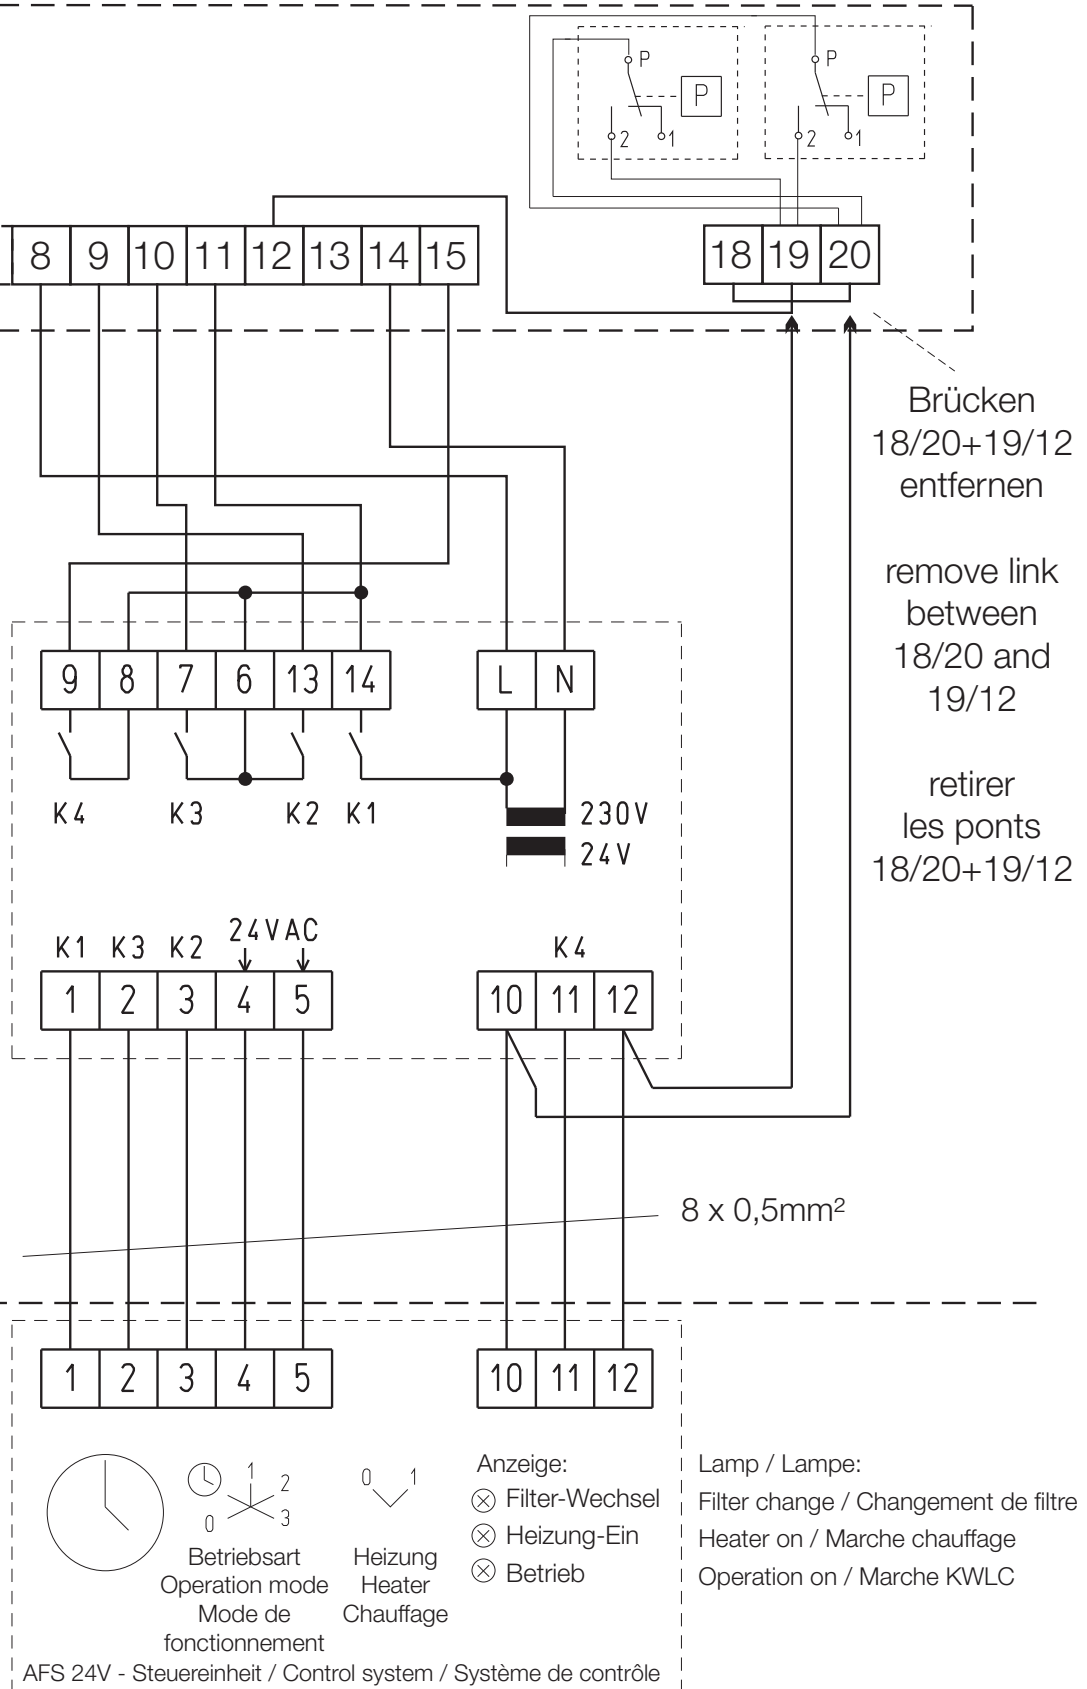 P P
P P
2 1 2 1
8 9 10 11 12 13 14 15 18 19 20
Brücken
18/20+19/12
entfernen
remove link
between
18/20 and
19/12
retirer
les ponts
18/20+19/12
9 8 7 6 13 14 L N
K4 K3 K2 K1 230V
24V
K1 K3 K2 24VAC K4
1 2 3 4 5 10 11 12
8 x 0,5mm²
1 2 3 4 5 10 11 12
0 1 2 3
Betriebsart
Operation mode
Mode de
fonctionnement
0 1
Heizung
Heater
Chauffage
Anzeige:
Filter-Wechsel
Heizung-Ein
Betrieb
Lamp / Lampe:
Filter change / Changement de filtre
Heater on / Marche chauffage
Operation on / Marche KWLC
AFS 24V - Steuereinheit / Control system / Système de contrôle